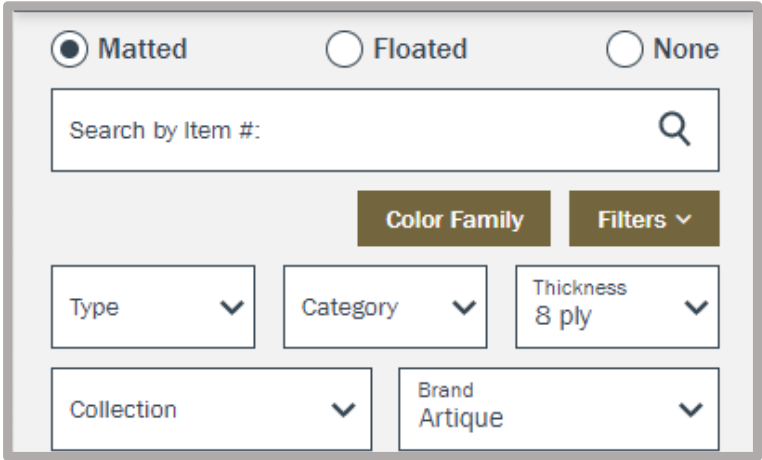 Matted Floated None
Search by Item #:
Color Family Filters
Type Category Thickness 8 ply
Collection Brand Artique